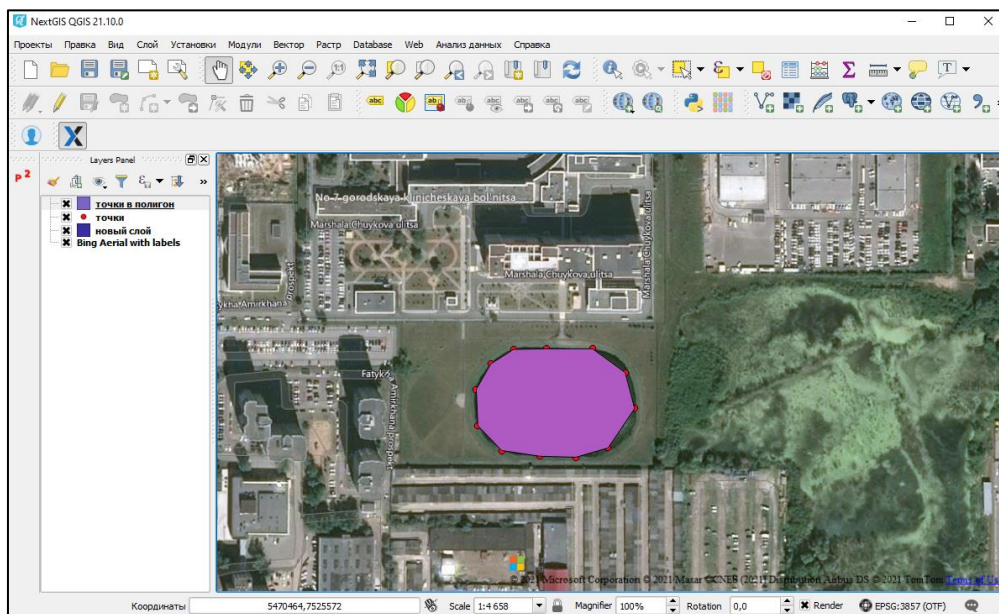 NextGIS QGIS 21.10.0
Проекты Правка Вид Слой Установки Модули Вектор Растр Database Web Анализ данных Справка
Layers Panel
точки в полигон
точки
новый слой
Bing Aerial with labels
No 7 gorodskaya klinicheskaya bol'nitsa
Marshala Chuykova ulitsa
Marshala Chuykova ulitsa
Marshala Chuykova ulitsa
ykha Amirkhana
prospekt
Fatykh
Amirkhana prospekt
© 2021 Microsoft Corporation © 2021 Maxar ©CNES (2021) Distribution Airbus DS © 2021 TomTom Terms of Us
Координаты 5470464,7525572 Scale 1:4 658 Magnifier 100% Rotation 0,0 Render EPSG:3857 (OTF)